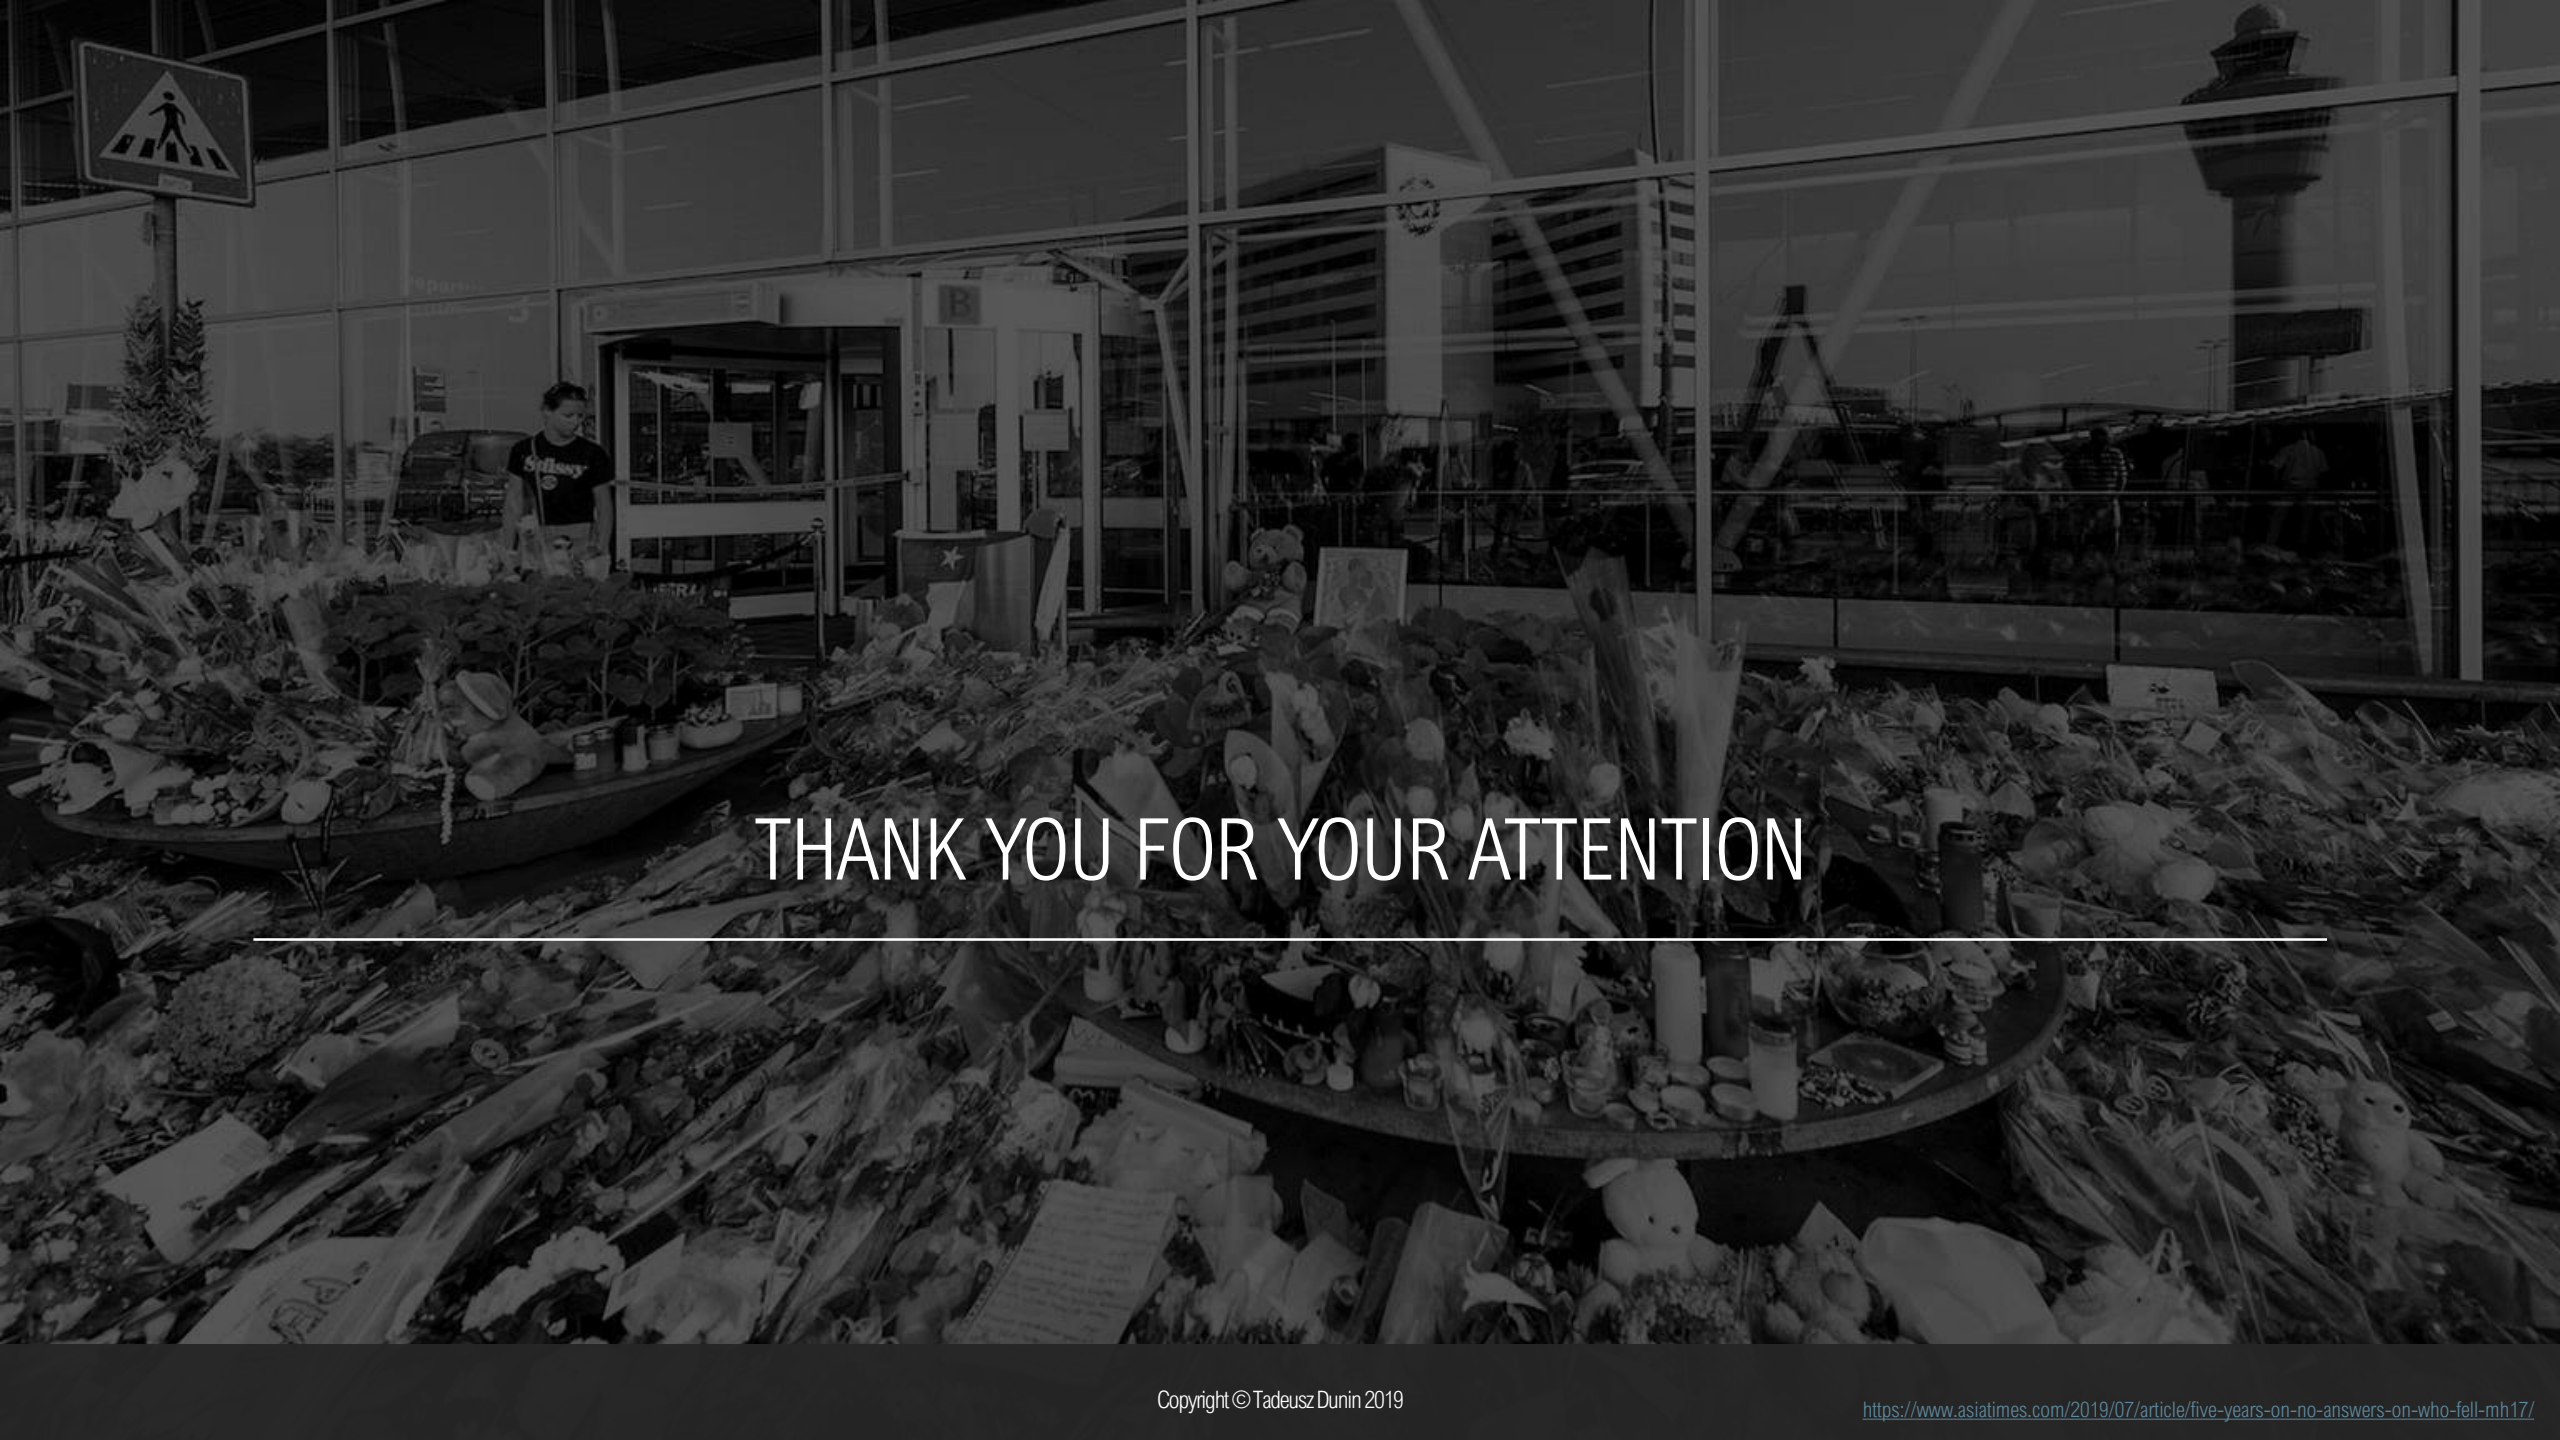 B
Stüssy
THANK YOU FOR YOUR ATTENTION
Copyright © Tadeusz Dunin 2019
https://www.asiatimes.com/2019/07/article/five-years-on-no-answers-on-who-fell-mh17/